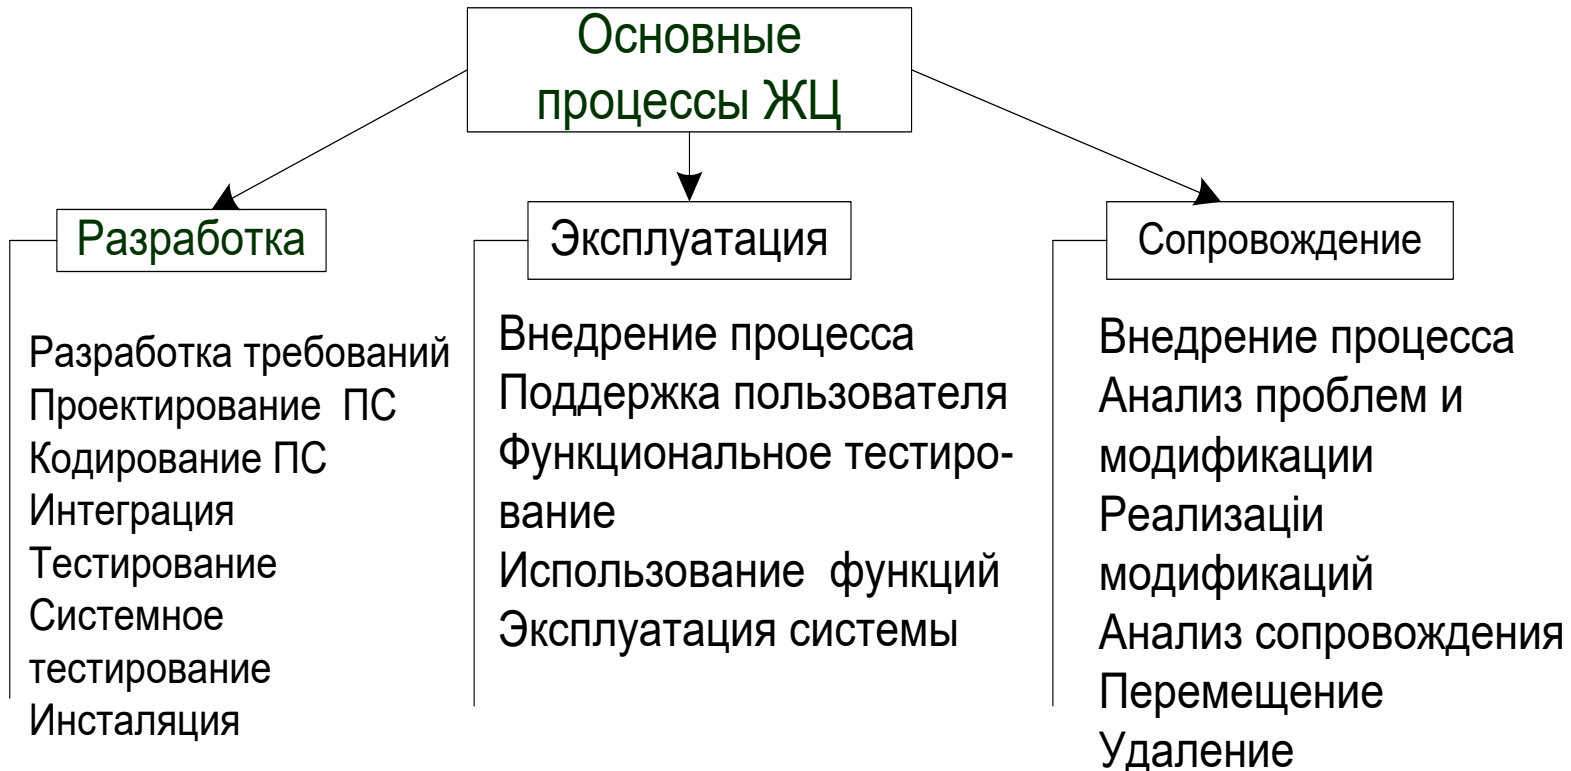 Основные
процессы ЖЦ
Разработка
Разработка требований
Проектирование ПС
Кодирование ПС
Интеграция
Тестирование
Системное
тестирование
Инсталяция
Эксплуатация
Внедрение процесса
Поддержка пользователя
Функциональное тестиро-
вание
Использование функций
Эксплуатация системы
Сопровождение
Внедрение процесса
Анализ проблем и
модификации
Реализаціи
модификаций
Анализ сопровождения
Перемещение
Удаление